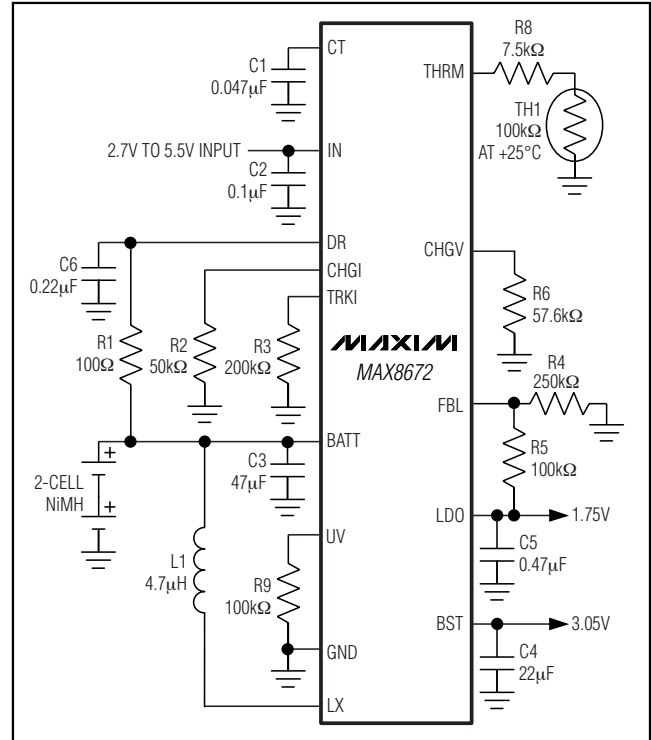 CT
C1
0.047µF
2.7V TO 5.5V INPUT
IN
C2
0.1µF
DR
C6
0.22µF
CHGI
TRKI
R1
100Ω
R2
50kΩ
R3
200kΩ
2-CELL
NiMH
BATT
C3
47µF
L1
4.7µH
UV
R9
100kΩ
GND
LX
MAXIM
MAX8672
THRM
R8
7.5kΩ
TH1
100kΩ
AT +25°C
CHGV
R6
57.6kΩ
FBL
R4
250kΩ
R5
100kΩ
LDO
1.75V
C5
0.47µF
BST
3.05V
C4
22µF